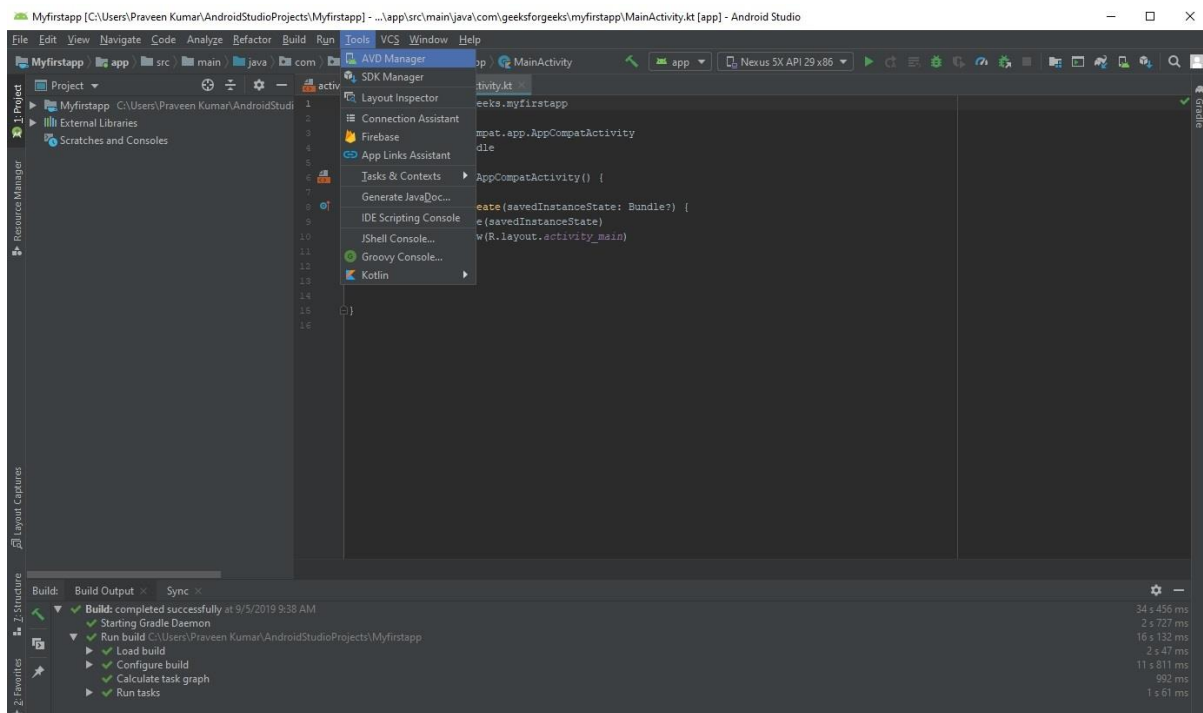 Myfirstapp [C:\Users\Praveen Kumar\AndroidStudioProjects\Myfirstapp] - ...\app\src\main\java\com\geeksforgeeks\myfirstapp\MainActivity.kt [app] - Android Studio
File Edit View Navigate Code Analyze Refactor Build Run Tools VCS Window Help
Myfirstapp app src main java com MainActivity app Nexus 5X API 29 x86
AVD Manager
SDK Manager
Layout Inspector
Connection Assistant
Firebase
App Links Assistant
Tasks & Contexts
Generate JavaDoc...
IDE Scripting Console
JShell Console...
Groovy Console...
Kotlin
1: Project
Resource Manager
Layout Captures
7: Structure
2: Favorites
Gradle
Project
Myfirstapp C:\Users\Praveen Kumar\AndroidStudi
External Libraries
Scratches and Consoles
activ tivity.kt
1 eeks.myfirstapp
2
3 mpat.app.AppCompatActivity
4 dle
5
6 AppCompatActivity() {
7
8 eate(savedInstanceState: Bundle?) {
9 e(savedInstanceState)
10 w(R.layout.activity_main)
11
12
13
14
15 }
16
Build: Build Output Sync
Build: completed successfully at 9/5/2019 9:38 AM 34 s 456 ms
Starting Gradle Daemon 2 s 727 ms
Run build C:\Users\Praveen Kumar\AndroidStudioProjects\Myfirstapp 16 s 132 ms
Load build 2 s 47 ms
Configure build 11 s 811 ms
Calculate task graph 992 ms
Run tasks 1 s 61 ms